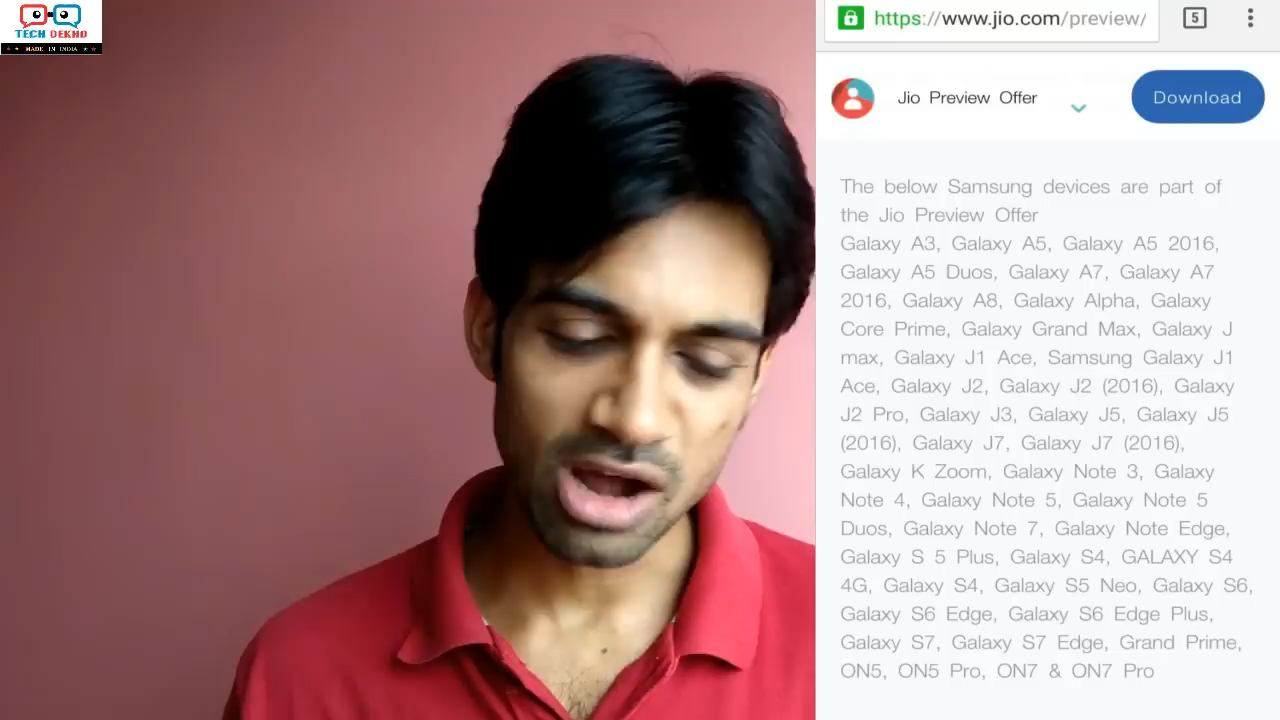 TECH DEKHO
MADE IN INDIA
https://www.jio.com/preview/
5
Jio Preview Offer
Download
The below Samsung devices are part of
the Jio Preview Offer
Galaxy A3, Galaxy A5, Galaxy A5 2016,
Galaxy A5 Duos, Galaxy A7, Galaxy A7
2016, Galaxy A8, Galaxy Alpha, Galaxy
Core Prime, Galaxy Grand Max, Galaxy J
max, Galaxy J1 Ace, Samsung Galaxy J1
Ace, Galaxy J2, Galaxy J2 (2016), Galaxy
J2 Pro, Galaxy J3, Galaxy J5, Galaxy J5
(2016), Galaxy J7, Galaxy J7 (2016),
Galaxy K Zoom, Galaxy Note 3, Galaxy
Note 4, Galaxy Note 5, Galaxy Note 5
Duos, Galaxy Note 7, Galaxy Note Edge,
Galaxy S 5 Plus, Galaxy S4, GALAXY S4
4G, Galaxy S4, Galaxy S5 Neo, Galaxy S6,
Galaxy S6 Edge, Galaxy S6 Edge Plus,
Galaxy S7, Galaxy S7 Edge, Grand Prime,
ON5, ON5 Pro, ON7 & ON7 Pro